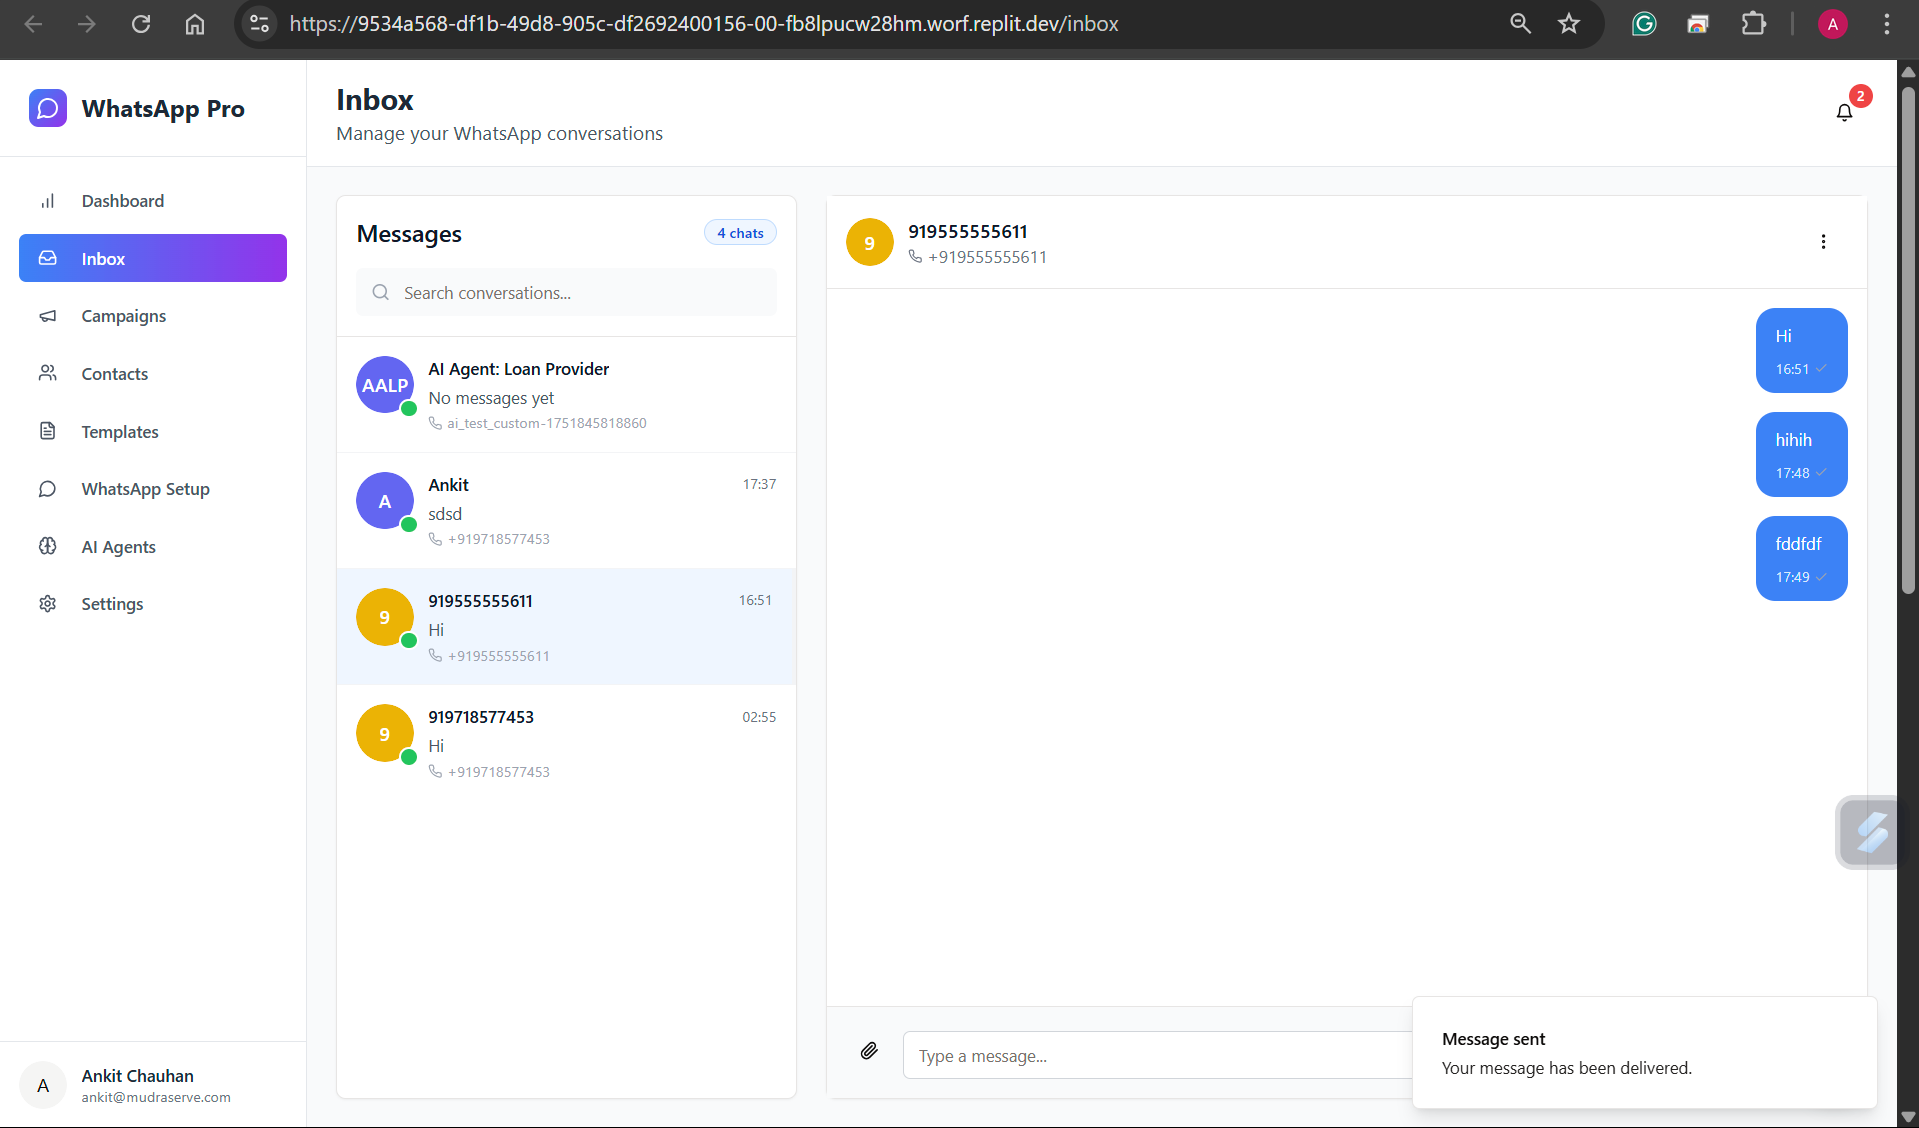 https://9534a568-df1b-49d8-905c-df2692400156-00-fb8lpucw28hm.worf.replit.dev/inbox
A
WhatsApp Pro
Dashboard
Inbox
Campaigns
Contacts
Templates
WhatsApp Setup
AI Agents
Settings
A
Ankit Chauhan
ankit@mudraserve.com
Inbox
Manage your WhatsApp conversations
2
Messages
4 chats
Search conversations...
AALP
AI Agent: Loan Provider
No messages yet
ai_test_custom-1751845818860
A
Ankit
17:37
sdsd
+919718577453
9
919555555611
16:51
Hi
+919555555611
9
919718577453
02:55
Hi
+919718577453
9
919555555611
+919555555611
Hi
16:51
hihih
17:48
fddfdf
17:49
Type a message...
Message sent
Your message has been delivered.